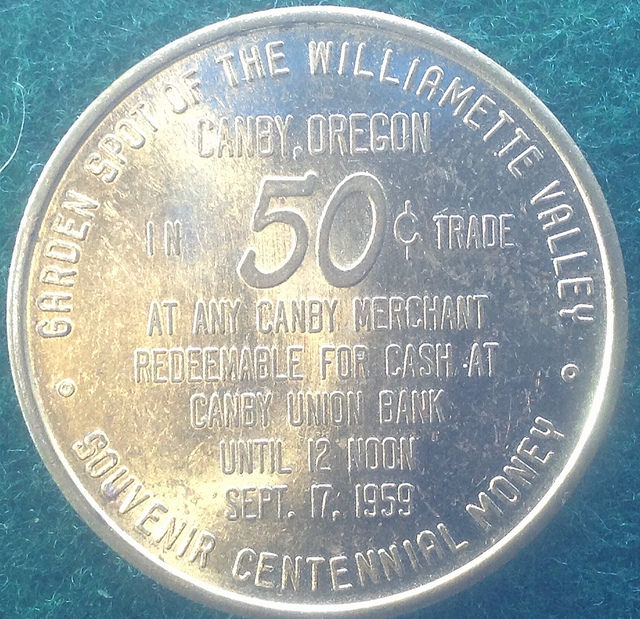 GARDEN SPOT OF THE WILLIAMETTE VALLEY
CANBY, OREGON
IN 50¢ TRADE
AT ANY CANBY MERCHANT
REDEEMABLE FOR CASH AT
CANBY UNION BANK
UNTIL 12 NOON
SEPT. 17, 1959
SOUVENIR CENTENNIAL MONEY